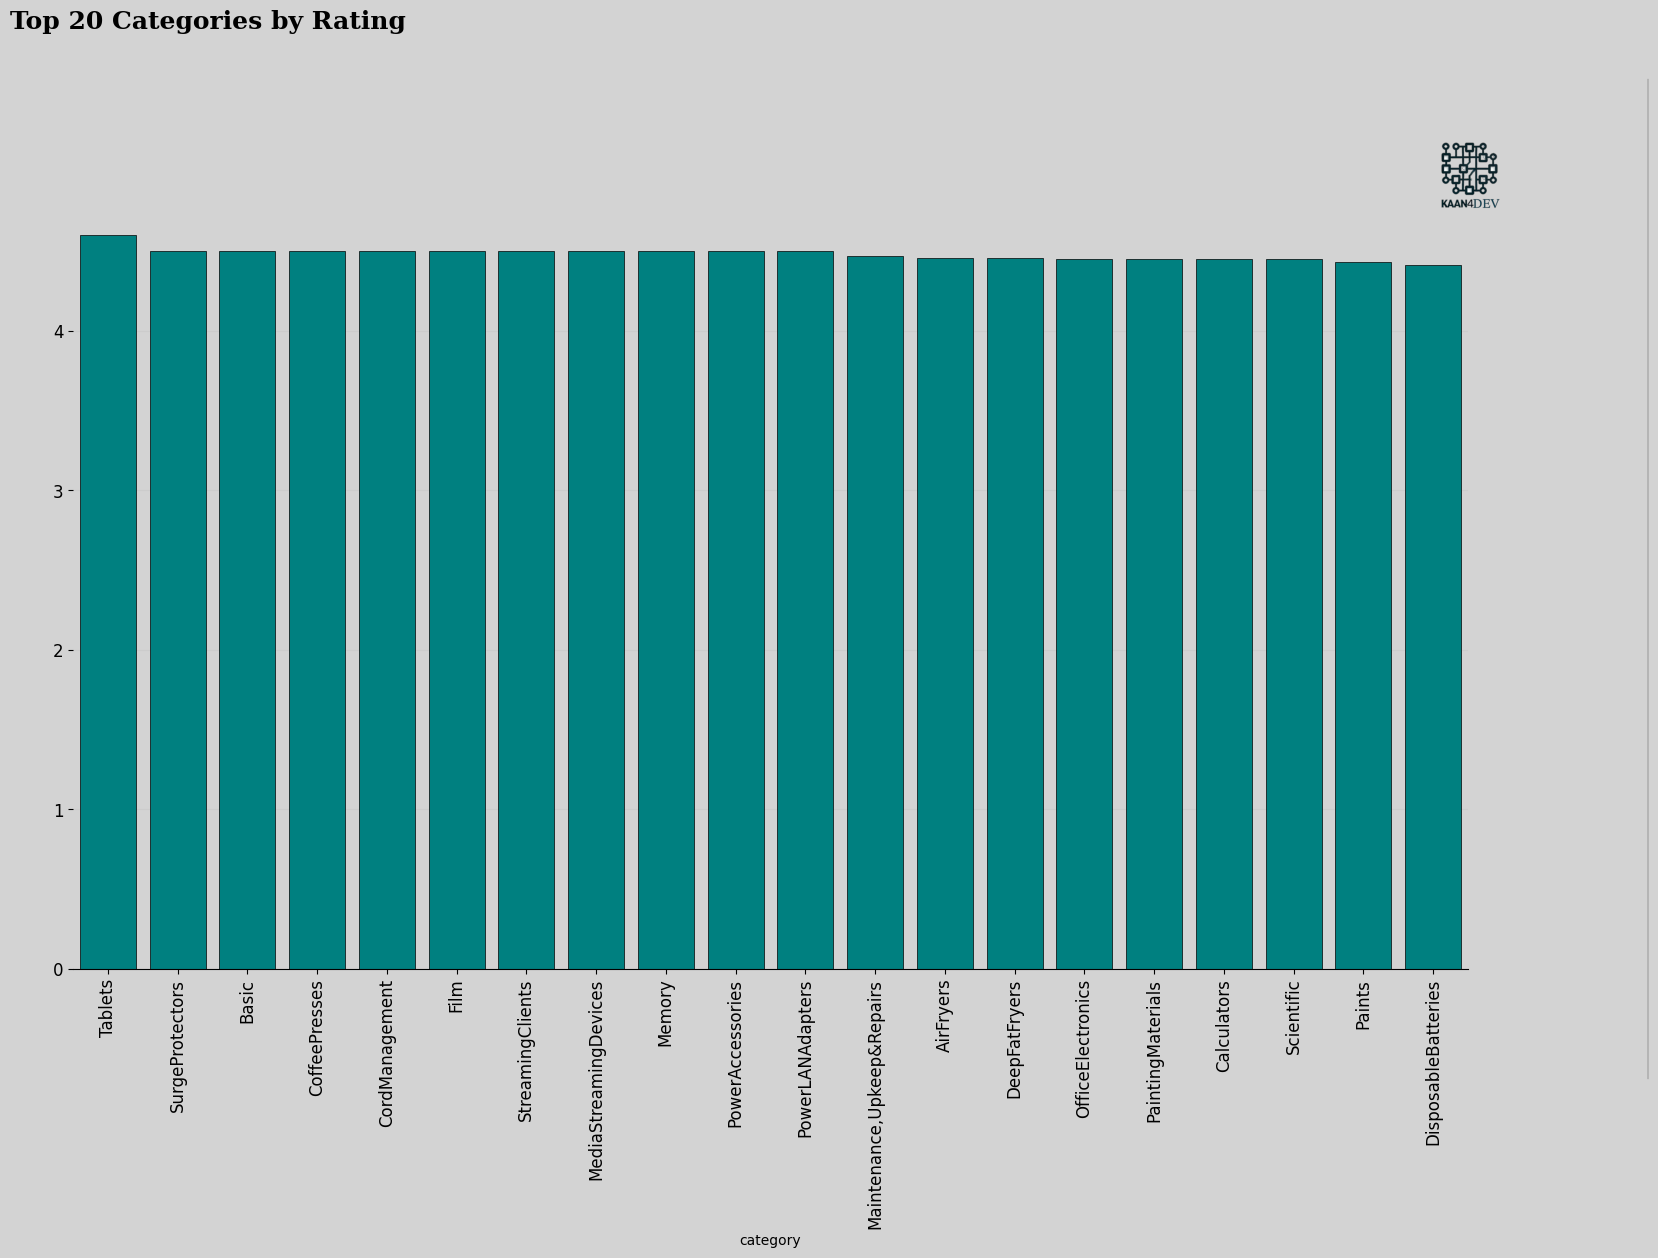 Top 20 Categories by Rating
KAAN4DEV
4
3
2
1
0
Tablets
SurgeProtectors
Basic
CoffeePresses
CordManagement
Film
StreamingClients
MediaStreamingDevices
Memory
PowerAccessories
PowerLANAdapters
Maintenance,Upkeep&Repairs
AirFryers
DeepFatFryers
OfficeElectronics
PaintingMaterials
Calculators
Scientific
Paints
DisposableBatteries
category